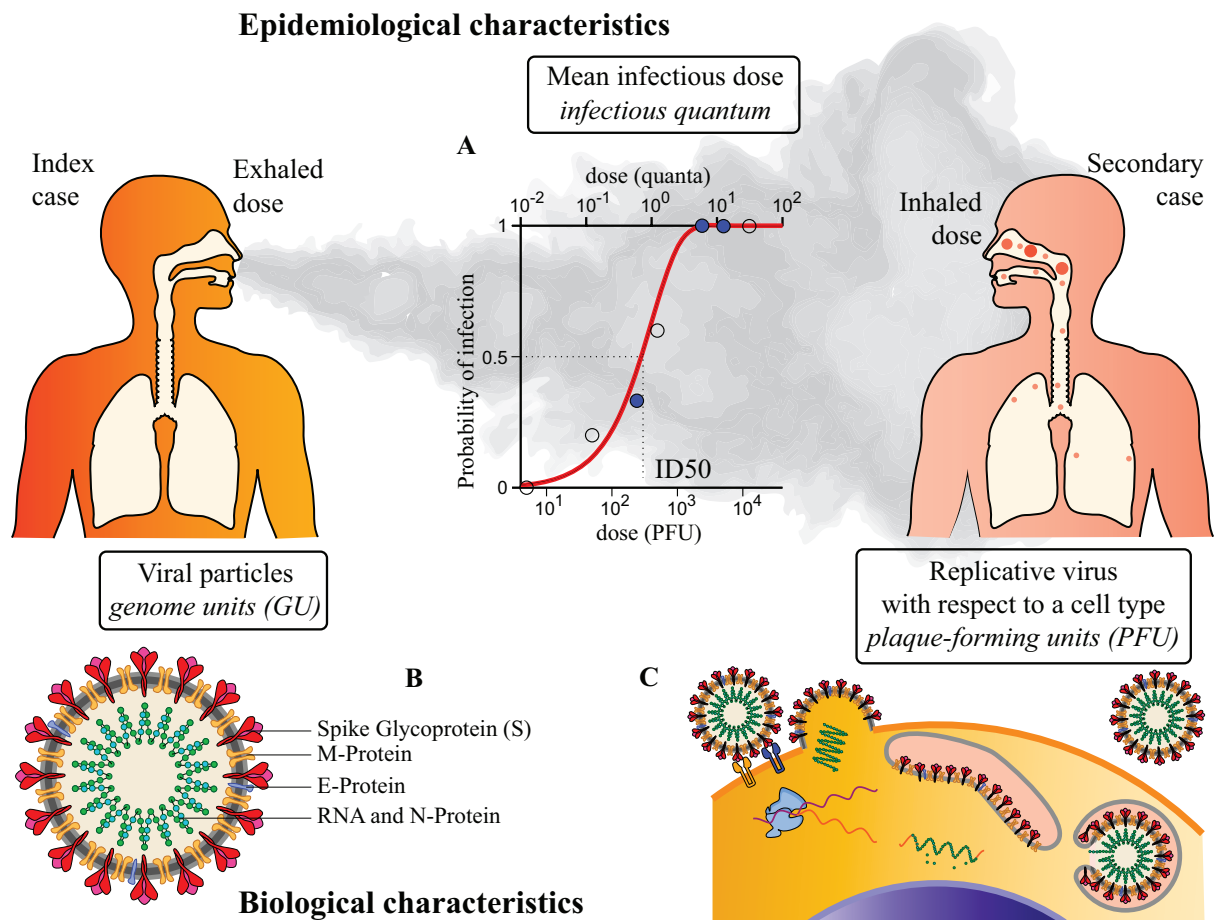 Epidemiological characteristics
Mean infectious dose
infectious quantum
Index
case
Exhaled
dose
A
Secondary
case
Inhaled
dose
dose (quanta)
10⁻² 10⁻¹ 10⁰ 10¹ 10²
1
0.5
0
Probability of infection
ID50
10¹ 10² 10³ 10⁴
dose (PFU)
Viral particles
genome units (GU)
Replicative virus
with respect to a cell type
plaque-forming units (PFU)
B
Spike Glycoprotein (S)
M-Protein
E-Protein
RNA and N-Protein
C
Biological characteristics